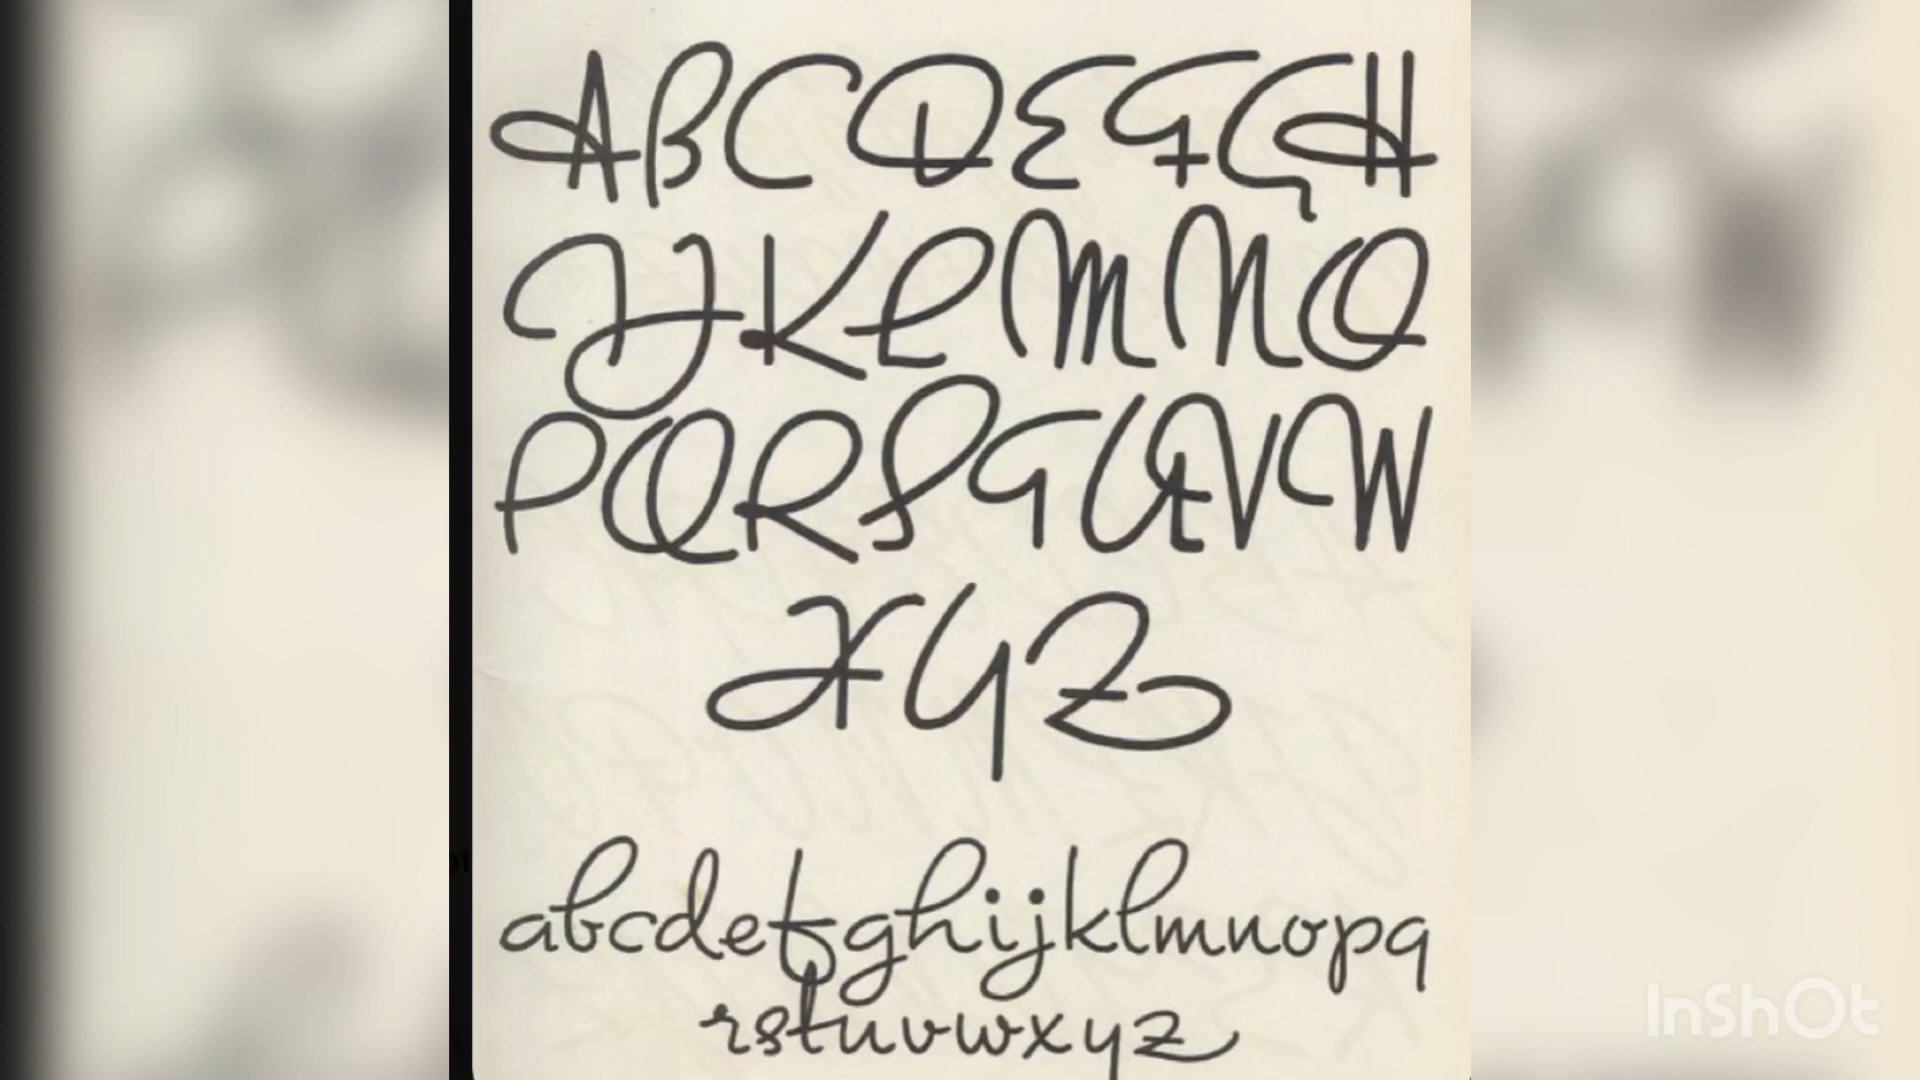 ABCDEFGH
IJKLMNO
PQRSTUVW
XYZ
abcdefghijklmnopq
rstuvwxyz
InShOt